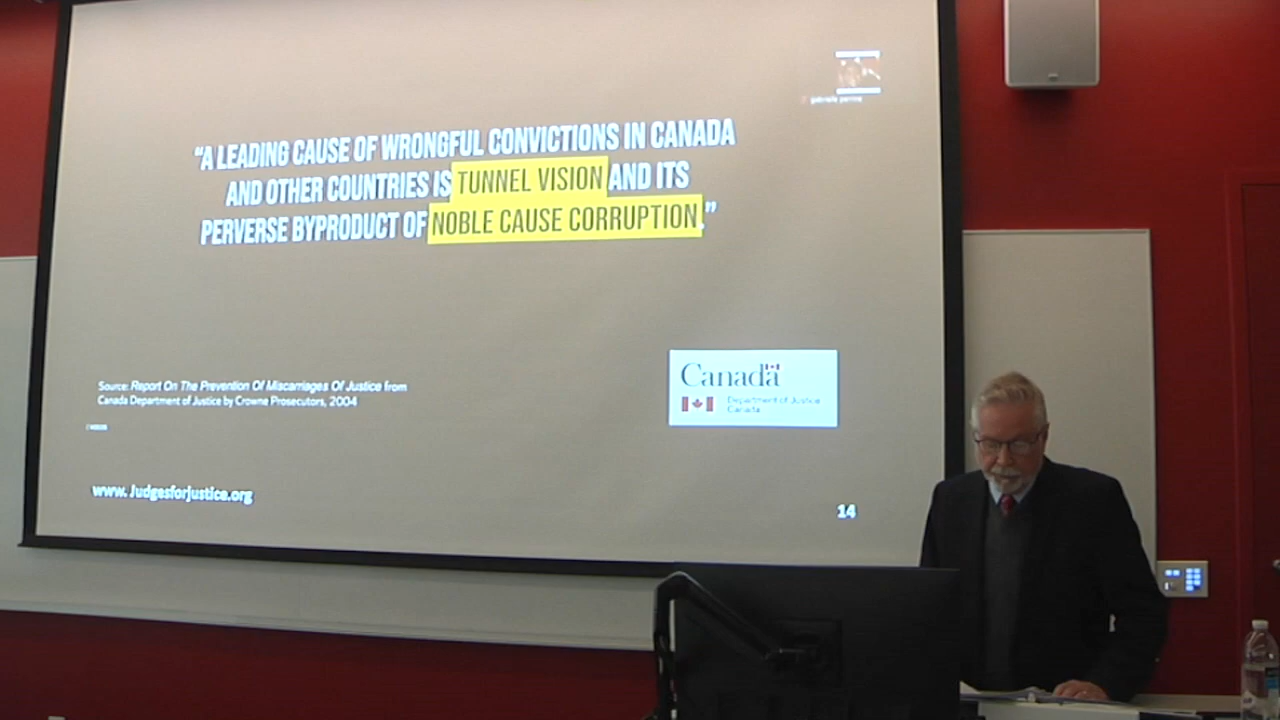 “A LEADING CAUSE OF WRONGFUL CONVICTIONS IN CANADA
AND OTHER COUNTRIES IS TUNNEL VISION AND ITS
PERVERSE BYPRODUCT OF NOBLE CAUSE CORRUPTION.”
Source: Report On The Prevention Of Miscarriages Of Justice from
Canada Department of Justice by Crowne Prosecutors, 2004
Canada
Department of Justice
Canada
www. Judgesforjustice.org
14